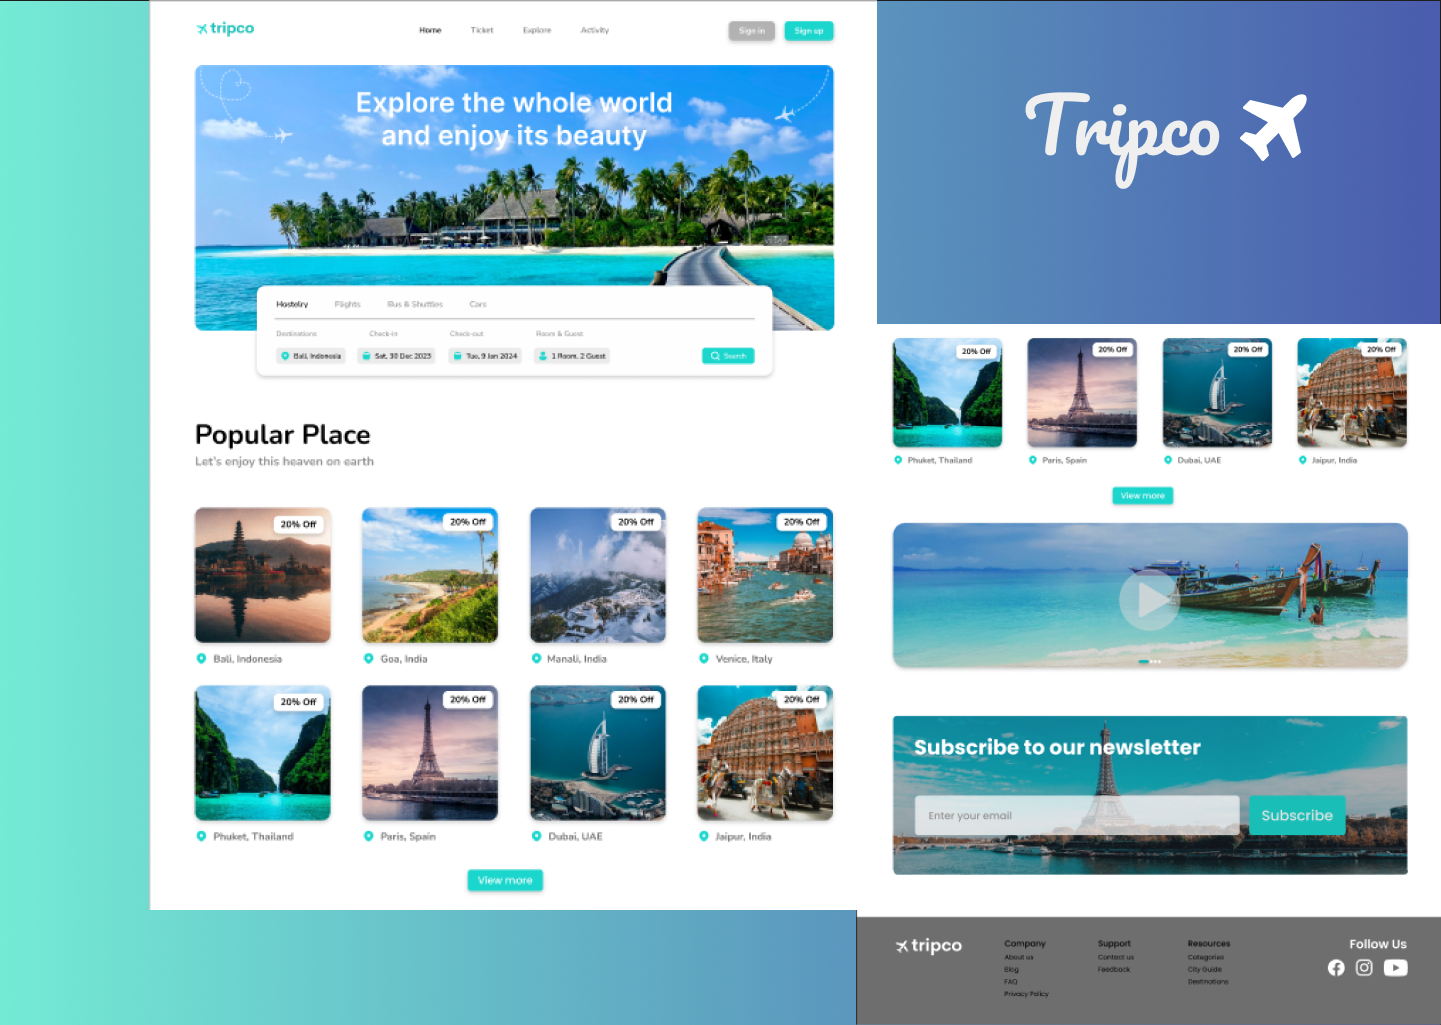 tripco
Home Ticket Explore Activity
Sign in Sign up
Explore the whole world
and enjoy its beauty
Hostelry Flights Bus & Shuttles Cars
Destinations Check-in Check-out Room & Guest
Bali, Indonesia Sat, 30 Dec 2023 Tue, 9 Jan 2024 1 Room, 2 Guest Search
Popular Place
Let's enjoy this heaven on earth
20% Off 20% Off 20% Off 20% Off
Bali, Indonesia Goa, India Manali, India Venice, Italy
20% Off 20% Off 20% Off 20% Off
Phuket, Thailand Paris, Spain Dubai, UAE Jaipur, India
View more
Tripco
20% Off 20% Off 20% Off 20% Off
Phuket, Thailand Paris, Spain Dubai, UAE Jaipur, India
View more
Subscribe to our newsletter
Enter your email Subscribe
tripco
Company Support Resources Follow Us
About us Contact us Categories
Blog Feedback City Guide
FAQ Destinations
Privacy Policy